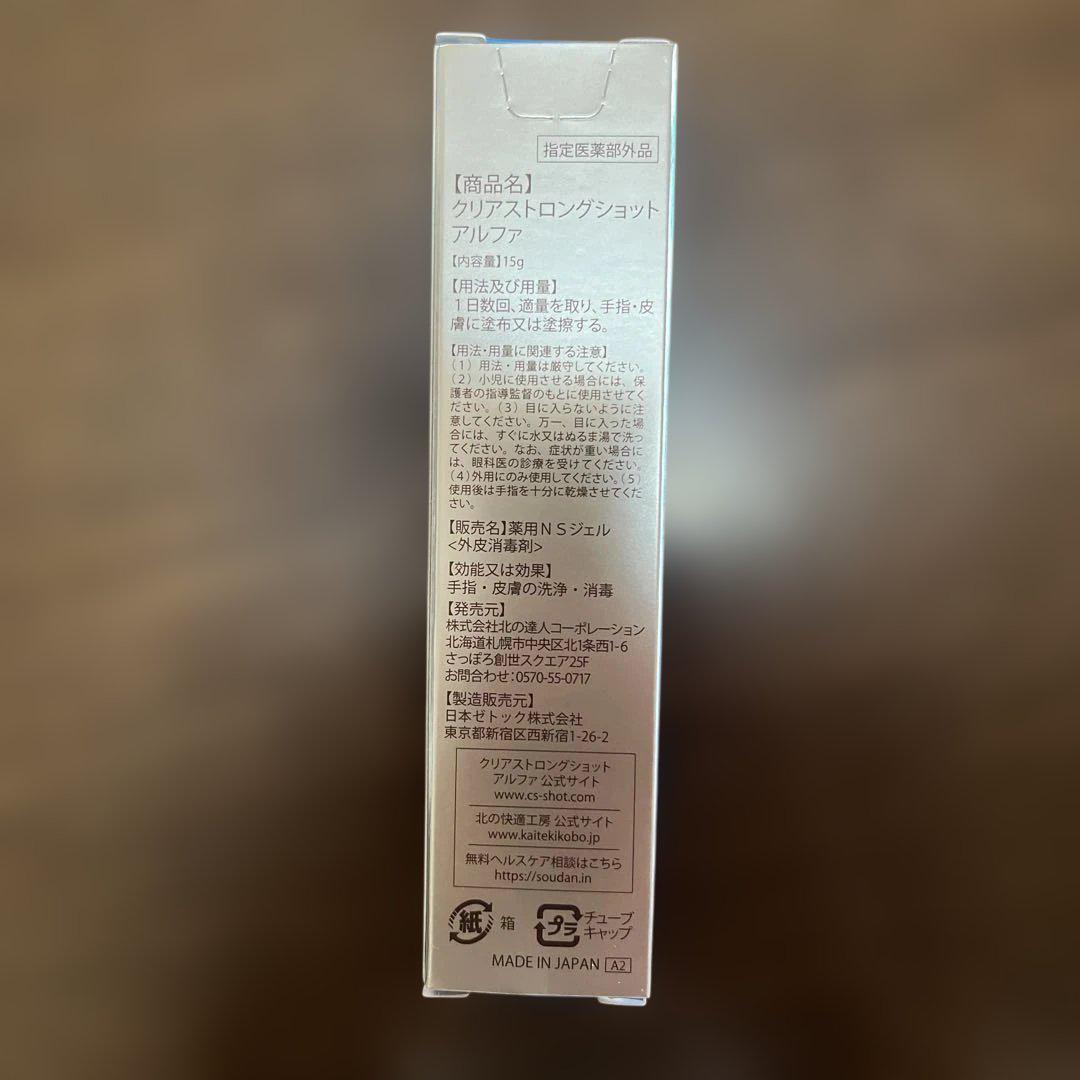 指定医薬部外品
【商品名】
クリアストロングショット
アルファ
【内容量】15g
【用法及び用量】
1日数回、適量を取り、手指・皮
膚に塗布又は塗擦する。
【用法・用量に関連する注意】
（1）用法・用量は厳守してください。
（2）小児に使用させる場合には、保
護者の指導監督のもとに使用させてく
ださい。（3）目に入らないように注
意してください。万一、目に入った場
合には、すぐに水又はぬるま湯で洗っ
てください。なお、症状が重い場合に
は、眼科医の診療を受けてください。
（4）外用にのみ使用してください。（5）
使用後は手指を十分に乾燥させてくだ
さい。
【販売名】薬用NSジェル
<外皮消毒剤>
【効能又は効果】
手指・皮膚の洗浄・消毒
【発売元】
株式会社北の達人コーポレーション
北海道札幌市中央区北1条西1-6
さっぽろ創世スクエア25F
お問合わせ:0570-55-0717
【製造販売元】
日本ゼトック株式会社
東京都新宿区西新宿1-26-2
クリアストロングショット
アルファ 公式サイト
www.cs-shot.com
北の快適工房 公式サイト
www.kaitekikobo.jp
無料ヘルスケア相談はこちら
https://soudan.in
紙 箱 プラ チューブ
キャップ
MADE IN JAPAN A2